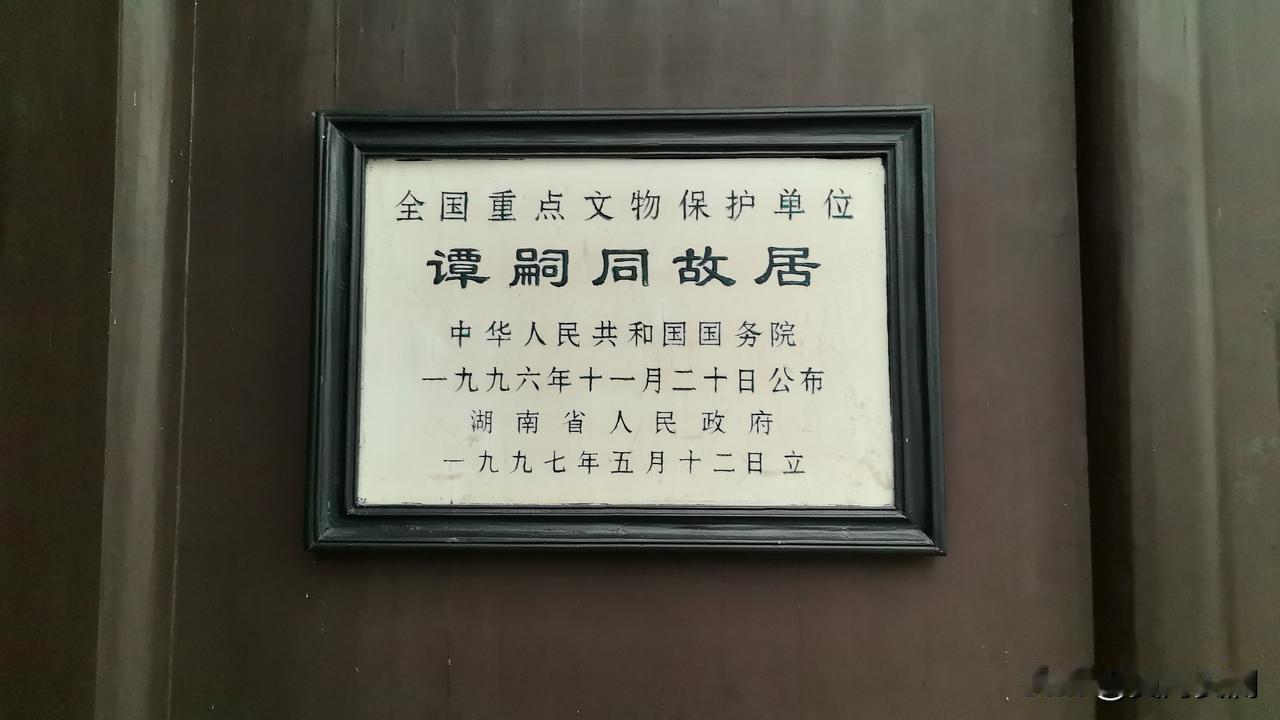 全国重点文物保护单位
谭嗣同故居
中华人民共和国国务院
一九九六年十一月二十日公布
湖南省人民政府
一九九七年五月十二日立